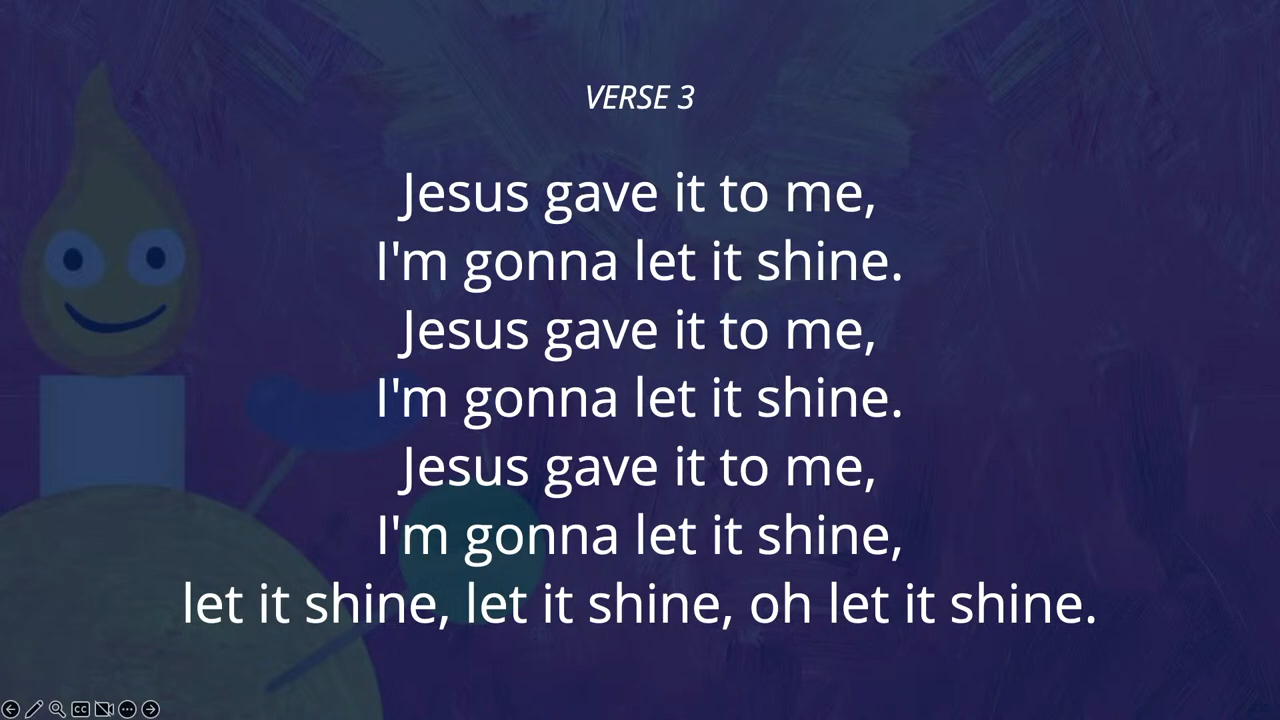 VERSE 3
Jesus gave it to me,
I'm gonna let it shine.
Jesus gave it to me,
I'm gonna let it shine.
Jesus gave it to me,
I'm gonna let it shine,
let it shine, let it shine, oh let it shine.
CC